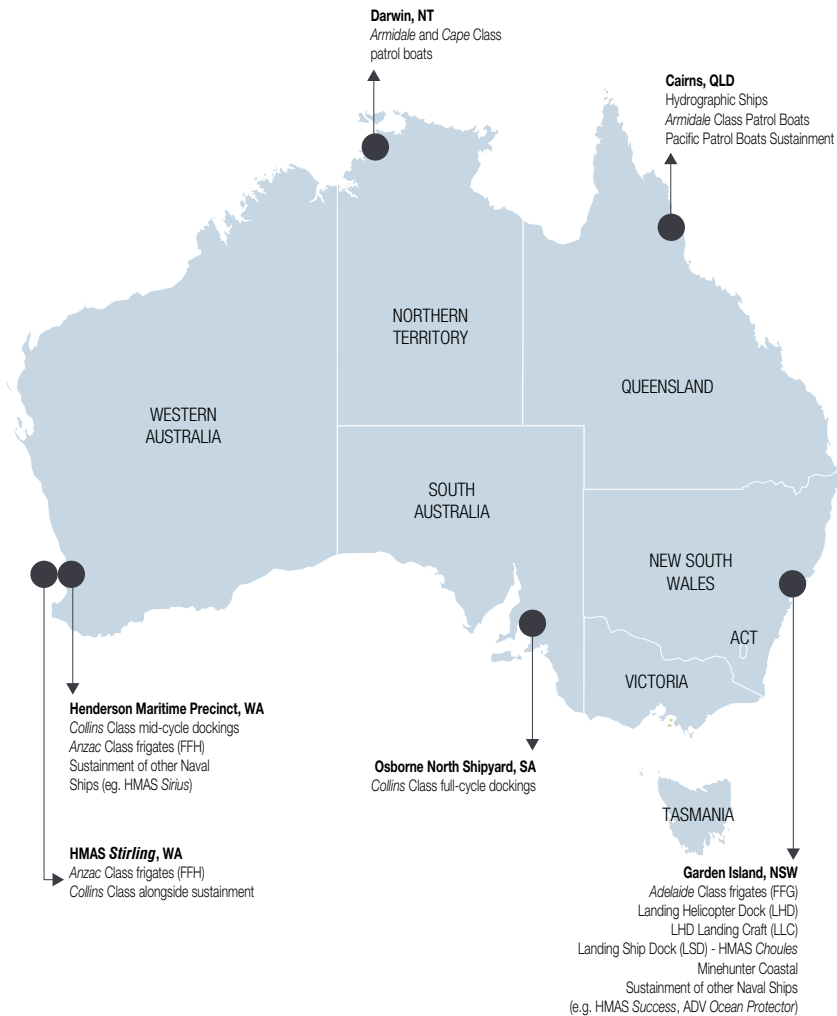 Darwin, NT
Armidale and Cape Class
patrol boats
Cairns, QLD
Hydrographic Ships
Armidale Class Patrol Boats
Pacific Patrol Boats Sustainment
NORTHERN
TERRITORY
QUEENSLAND
WESTERN
AUSTRALIA
SOUTH
AUSTRALIA
NEW SOUTH
WALES
ACT
VICTORIA
TASMANIA
Henderson Maritime Precinct, WA
Collins Class mid-cycle dockings
Anzac Class frigates (FFH)
Sustainment of other Naval
Ships (eg. HMAS Sirius)
Osborne North Shipyard, SA
Collins Class full-cycle dockings
HMAS Stirling, WA
Anzac Class frigates (FFH)
Collins Class alongside sustainment
Garden Island, NSW
Adelaide Class frigates (FFG)
Landing Helicopter Dock (LHD)
LHD Landing Craft (LLC)
Landing Ship Dock (LSD) - HMAS Choules
Minehunter Coastal
Sustainment of other Naval Ships
(e.g. HMAS Success, ADV Ocean Protector)